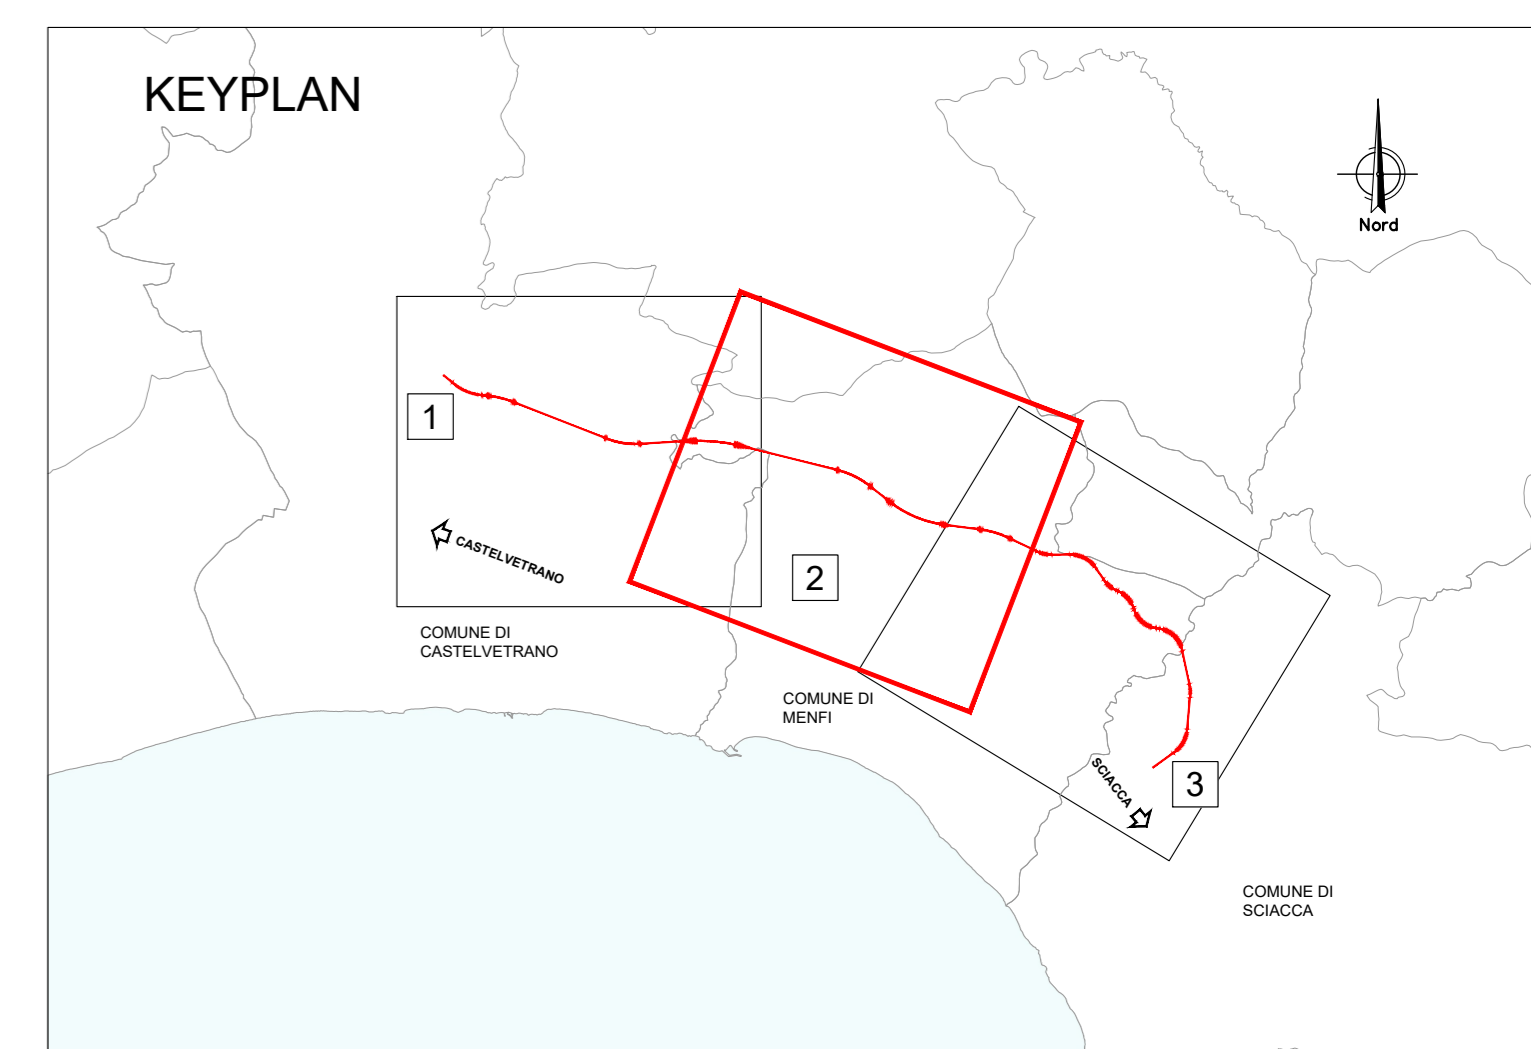 KEYPLAN
Nord
1
CASTELVETRANO
2
COMUNE DI
CASTELVETRANO
COMUNE DI
MENFI
SCIACCA
3
COMUNE DI
SCIACCA